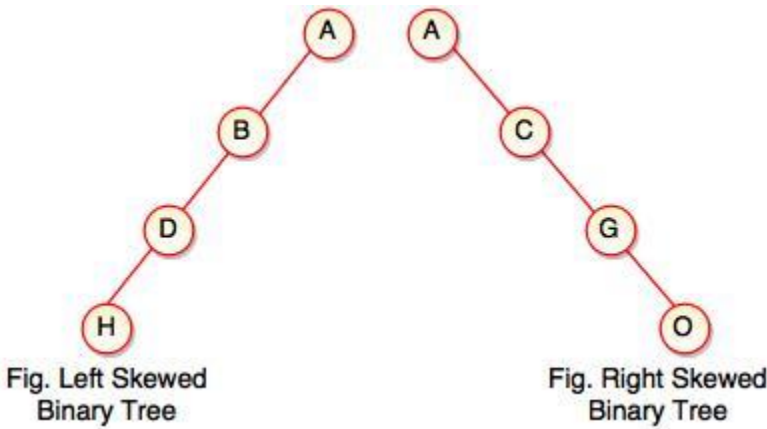 A
B
D
H
Fig. Left Skewed
Binary Tree
A
C
G
O
Fig. Right Skewed
Binary Tree